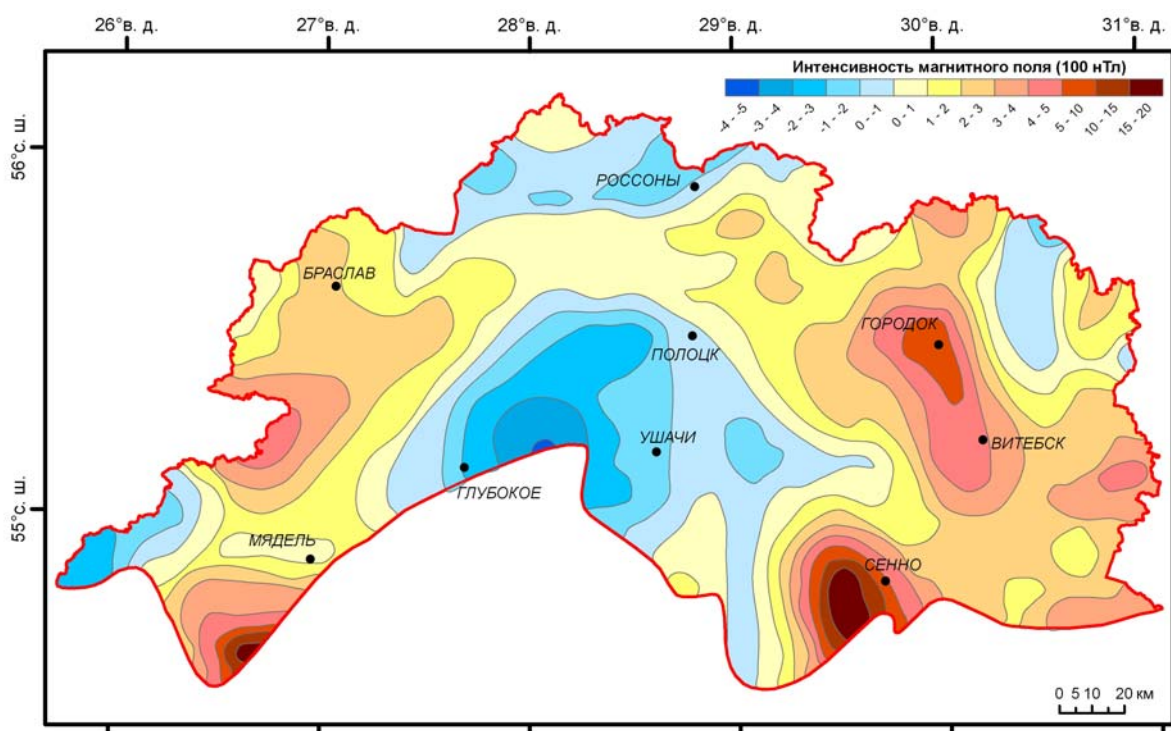 26°в. д. 27°в. д. 28°в. д. 29°в. д. 30°в. д. 31°в. д.
Интенсивность магнитного поля (100 нТл)
-4 - -5 -3 - -4 -2 - -3 -1 - -2 0 - -1 0 - 1 1 - 2 2 - 3 3 - 4 4 - 5 5 - 10 10 - 15 15 - 20
56°с. ш.
РОССОНЫ
БРАСЛАВ
ГОРОДОК
ПОЛОЦК
УШАЧИ
ВИТЕБСК
ГЛУБОКОЕ
55°с. ш.
МЯДЕЛЬ
СЕННО
0 5 10 20 км